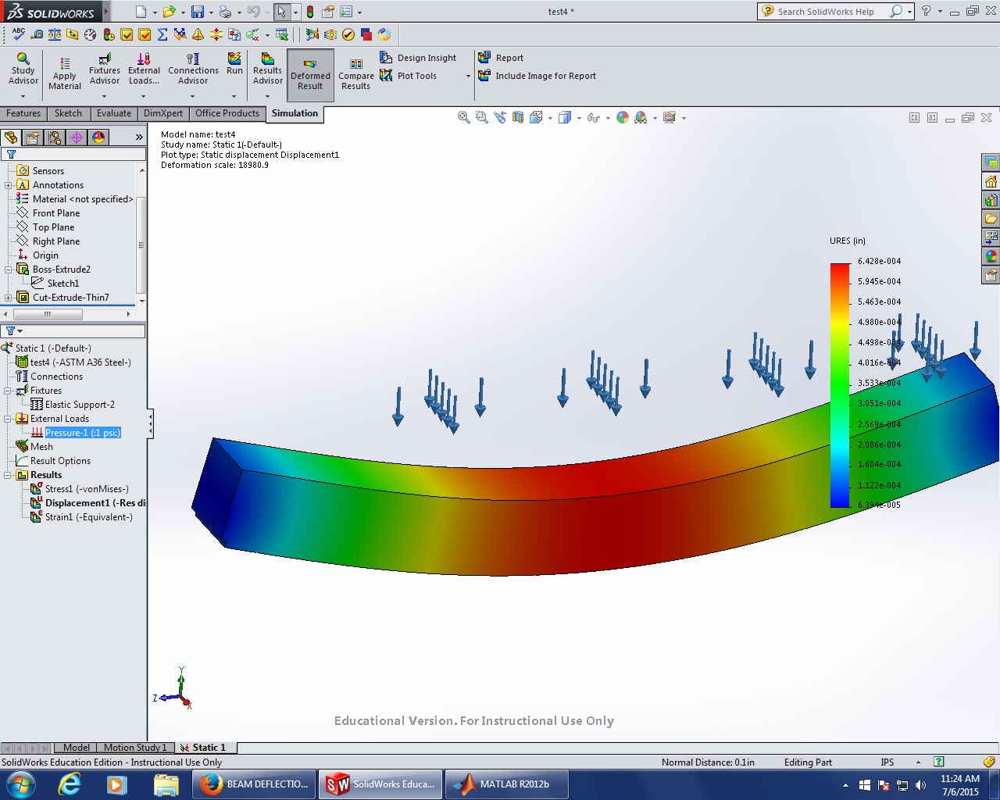 SOLIDWORKS
test4 *
Search SolidWorks Help
ABC
Study Advisor
Apply Material
Fixtures Advisor
External Loads...
Connections Advisor
Run
Results Advisor
Deformed Result
Compare Results
Design Insight
Plot Tools
Report
Include Image for Report
Features
Sketch
Evaluate
DimXpert
Office Products
Simulation
Sensors
Annotations
Material <not specified>
Front Plane
Top Plane
Right Plane
Origin
Boss-Extrude2
Sketch1
Cut-Extrude-Thin7
Static 1 (-Default-)
test4 (-ASTM A36 Steel-)
Connections
Fixtures
Elastic Support-2
External Loads
Pressure-1 (:1 psi:)
Mesh
Result Options
Results
Stress1 (-vonMises-)
Displacement1 (-Res di
Strain1 (-Equivalent-)
Model name: test4
Study name: Static 1(-Default-)
Plot type: Static displacement Displacement1
Deformation scale: 18980.9
URES (in)
6.428e-004
5.945e-004
5.463e-004
4.980e-004
4.498e-004
4.016e-004
3.533e-004
3.051e-004
2.569e-004
2.086e-004
1.604e-004
1.122e-004
6.394e-005
Y
Z
X
Educational Version. For Instructional Use Only
Model
Motion Study 1
Static 1
SolidWorks Education Edition - Instructional Use Only
Normal Distance: 0.1in
Editing Part
IPS
BEAM DEFLECTIO...
SolidWorks Educa...
MATLAB R2012b
11:24 AM
7/6/2015